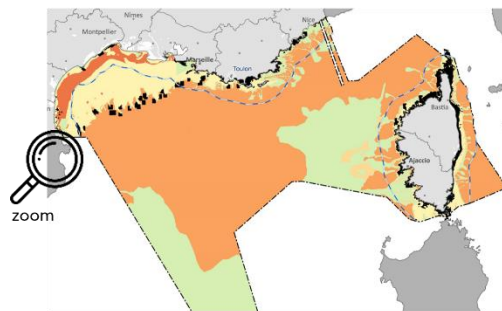 Nîmes
Montpellier
Nice
Marseille
Toulon
Bastia
Ajaccio
zoom